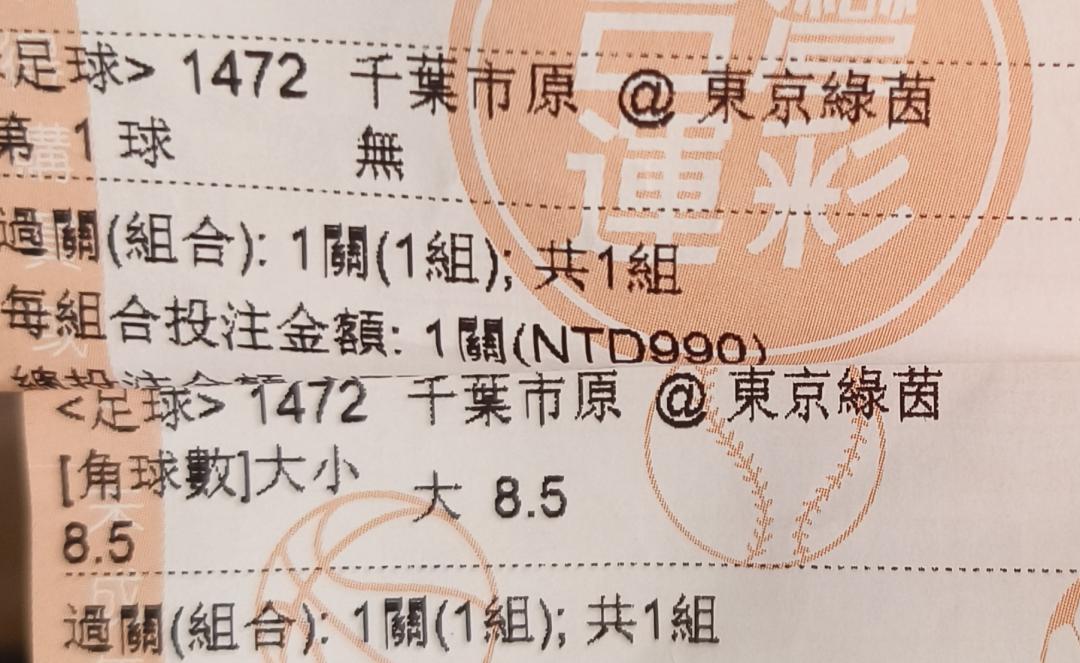 <足球> 1472 千葉市原 @ 東京綠茵
第 1 球 無
過關(組合): 1關(1組); 共1組
每組合投注金額: 1關(NTD990)
<足球> 1472 千葉市原 @ 東京綠茵
[角球數]大小 大 8.5
8.5
過關(組合): 1關(1組); 共1組